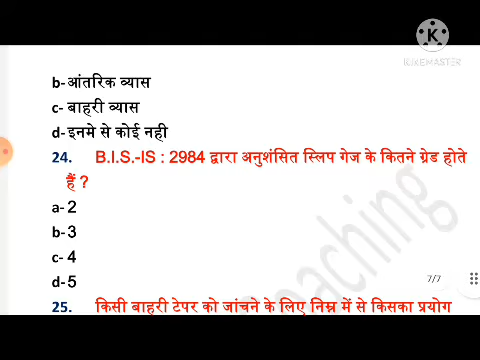 K
KINEMASTER
b- आंतरिक व्यास
c- बाहरी व्यास
d- इनमे से कोई नही
24. B.I.S.-IS : 2984 द्वारा अनुशंसित स्लिप गेज के कितने ग्रेड होते
हैं ?
a- 2
b- 3
c- 4
d- 5
7/7
25. किसी बाहरी टेपर को जांचने के लिए निम्न में से किसका प्रयोग